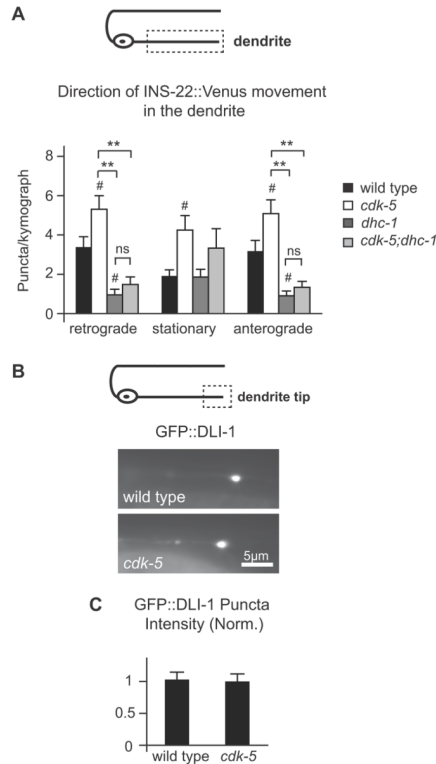 A
dendrite
Direction of INS-22::Venus movement
in the dendrite
Puncta/kymograph
8
6
4
2
0
#
**
**
#
ns
#
#
**
**
#
ns
retrograde
stationary
anterograde
wild type
cdk-5
dhc-1
cdk-5;dhc-1
B
dendrite tip
GFP::DLI-1
wild type
cdk-5
5µm
C
GFP::DLI-1 Puncta
Intensity (Norm.)
1
0.5
0
wild type
cdk-5